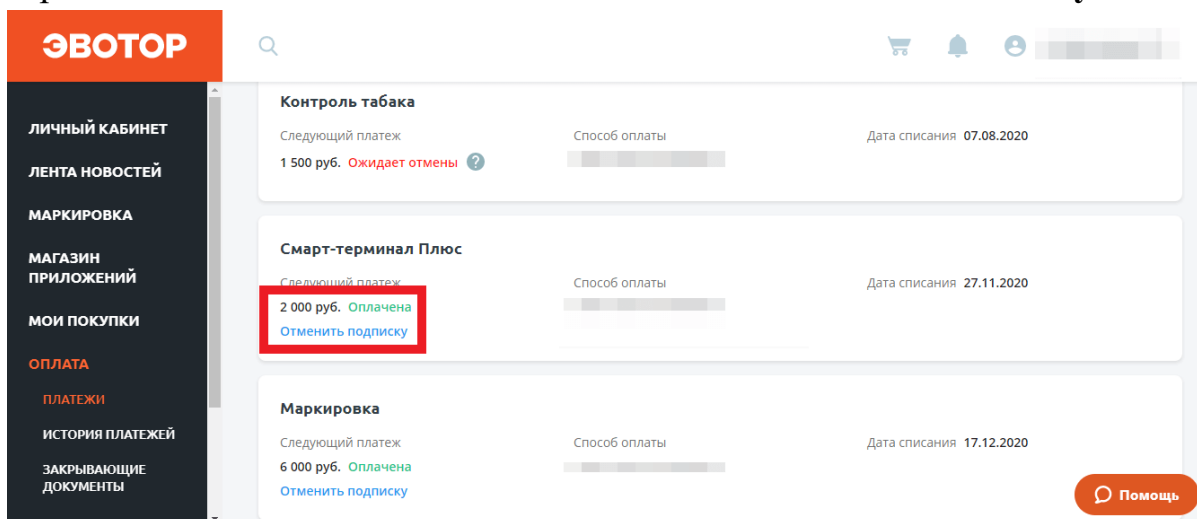 ЭВОТОР
ЛИЧНЫЙ КАБИНЕТ
ЛЕНТА НОВОСТЕЙ
МАРКИРОВКА
МАГАЗИН
ПРИЛОЖЕНИЙ
МОИ ПОКУПКИ
ОПЛАТА
ПЛАТЕЖИ
ИСТОРИЯ ПЛАТЕЖЕЙ
ЗАКРЫВАЮЩИЕ
ДОКУМЕНТЫ
Контроль табака
Следующий платеж Способ оплаты Дата списания 07.08.2020
1 500 руб. Ожидает отмены ?
Смарт-терминал Плюс
Следующий платеж Способ оплаты Дата списания 27.11.2020
2 000 руб. Оплачена
Отменить подписку
Маркировка
Следующий платеж Способ оплаты Дата списания 17.12.2020
6 000 руб. Оплачена
Отменить подписку
Помощь